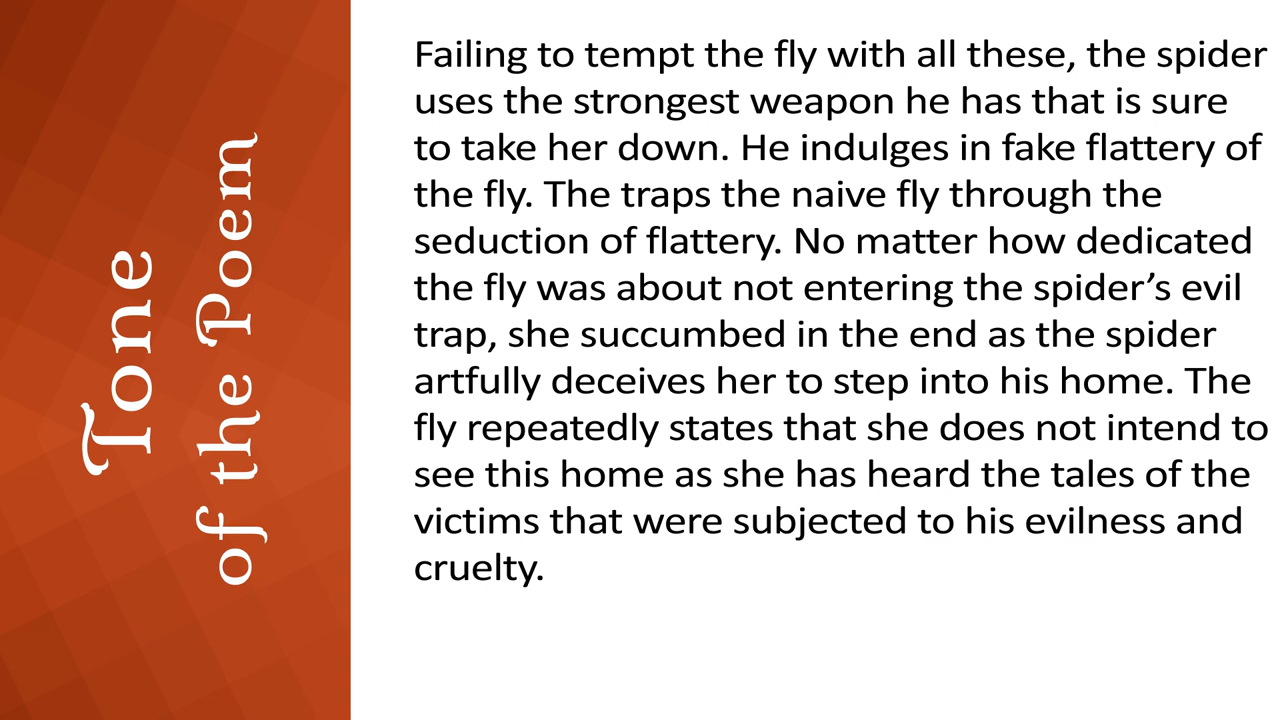 Tone
of the Poem
Failing to tempt the fly with all these, the spider
uses the strongest weapon he has that is sure
to take her down. He indulges in fake flattery of
the fly. The traps the naive fly through the
seduction of flattery. No matter how dedicated
the fly was about not entering the spider’s evil
trap, she succumbed in the end as the spider
artfully deceives her to step into his home. The
fly repeatedly states that she does not intend to
see this home as she has heard the tales of the
victims that were subjected to his evilness and
cruelty.